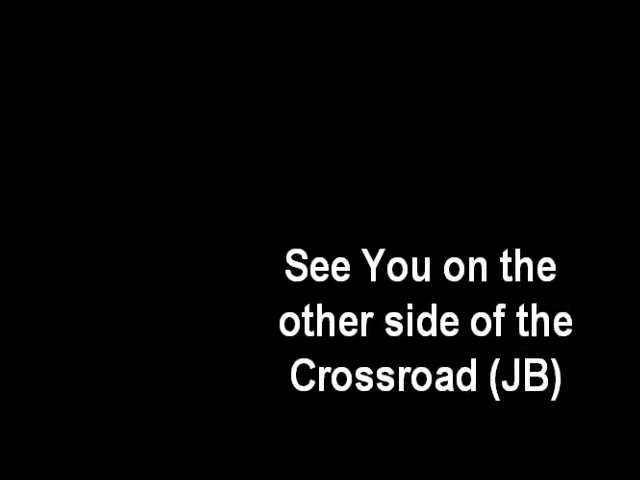 See You on the
other side of the
Crossroad (JB)